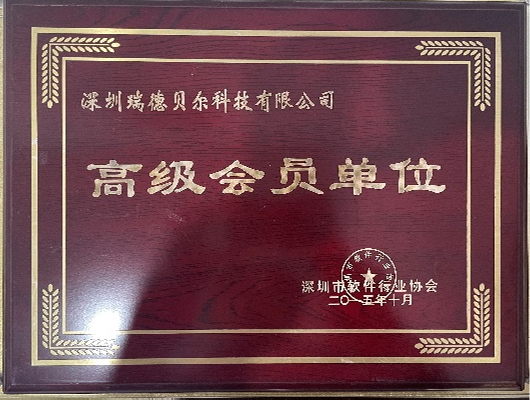 深圳瑞德贝尔科技有限公司
高级会员单位
深圳市软件行业协会
二〇一五年十月